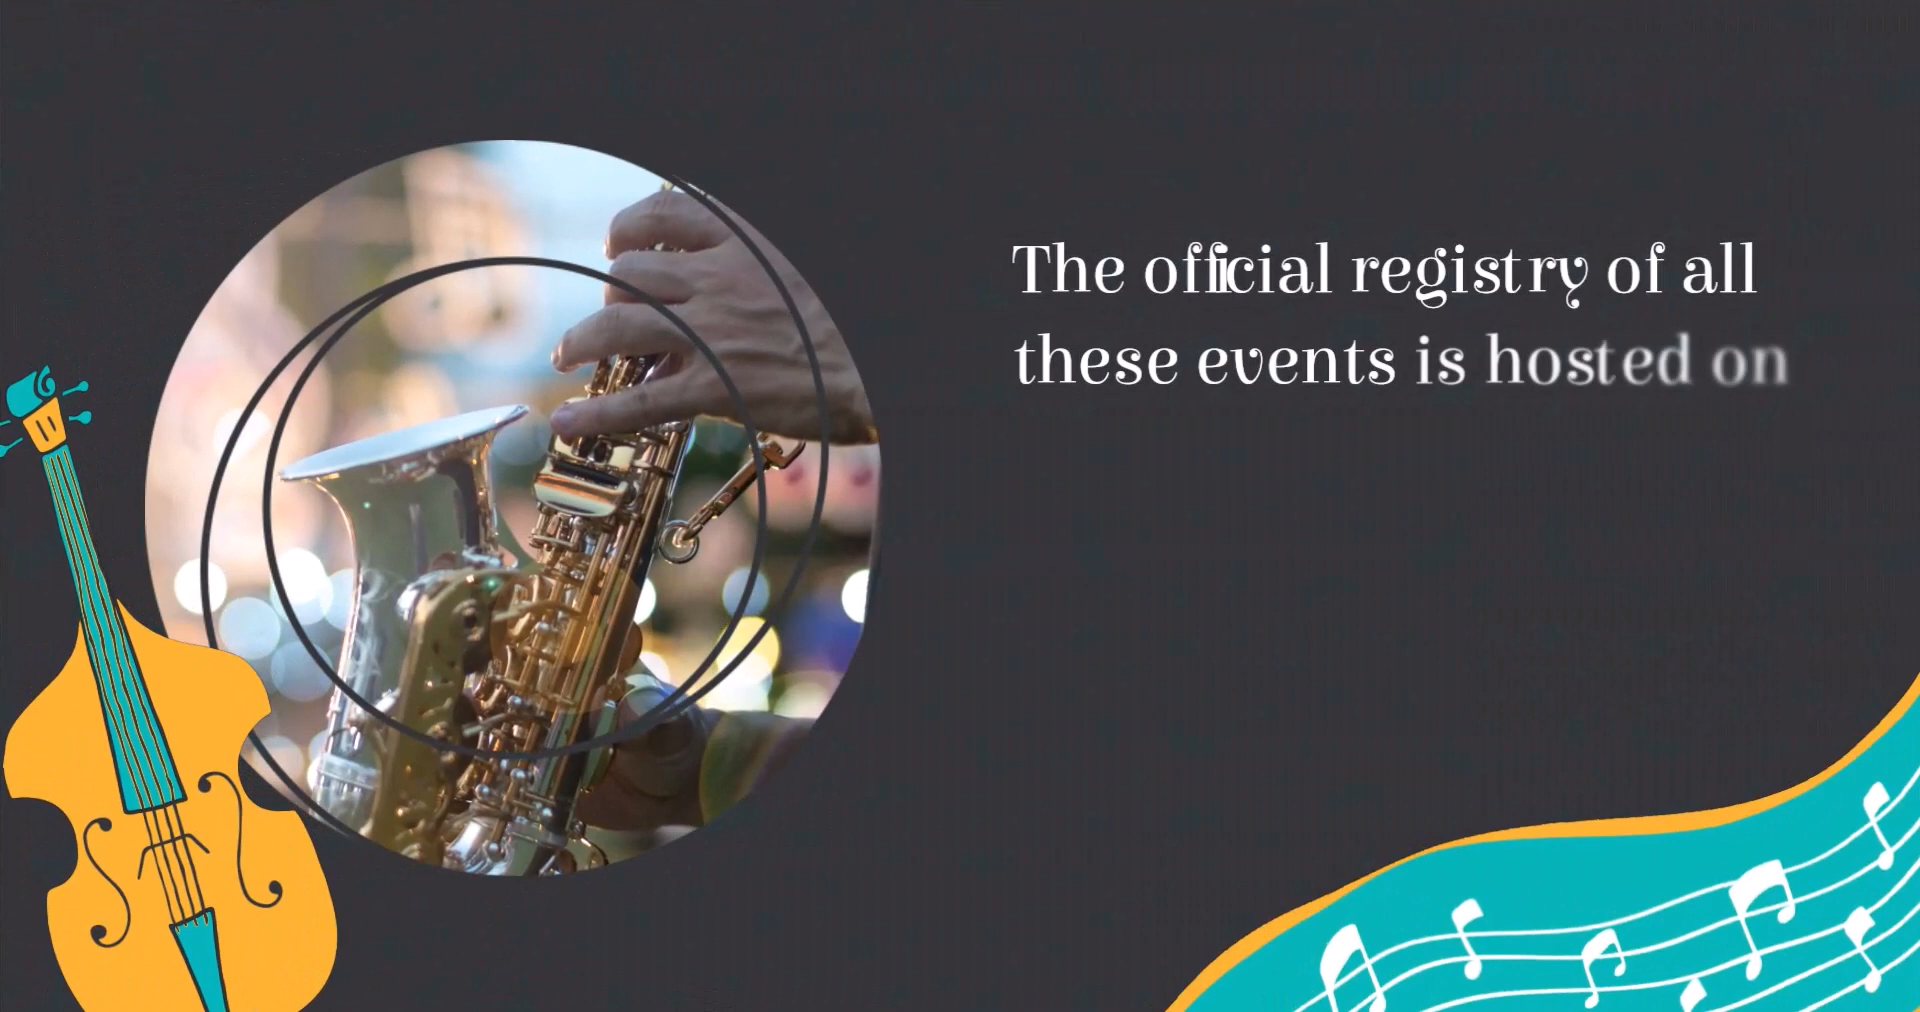 The official registry of all
these events is hosted on